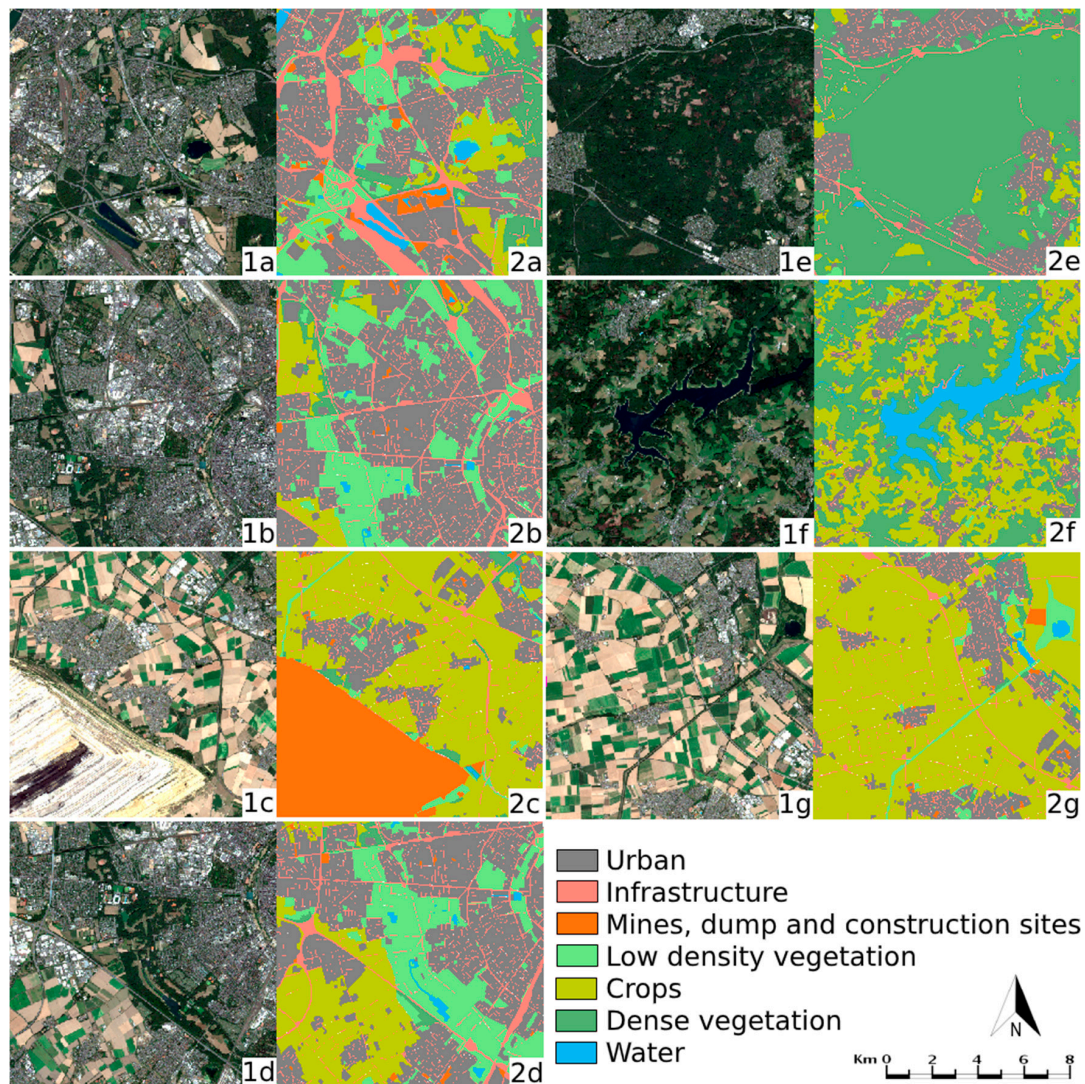 1a
2a
1e
2e
1b
2b
1f
2f
1c
2c
1g
2g
1d
2d
Urban
Infrastructure
Mines, dump and construction sites
Low density vegetation
Crops
Dense vegetation
Water
N
Km 0 2 4 6 8